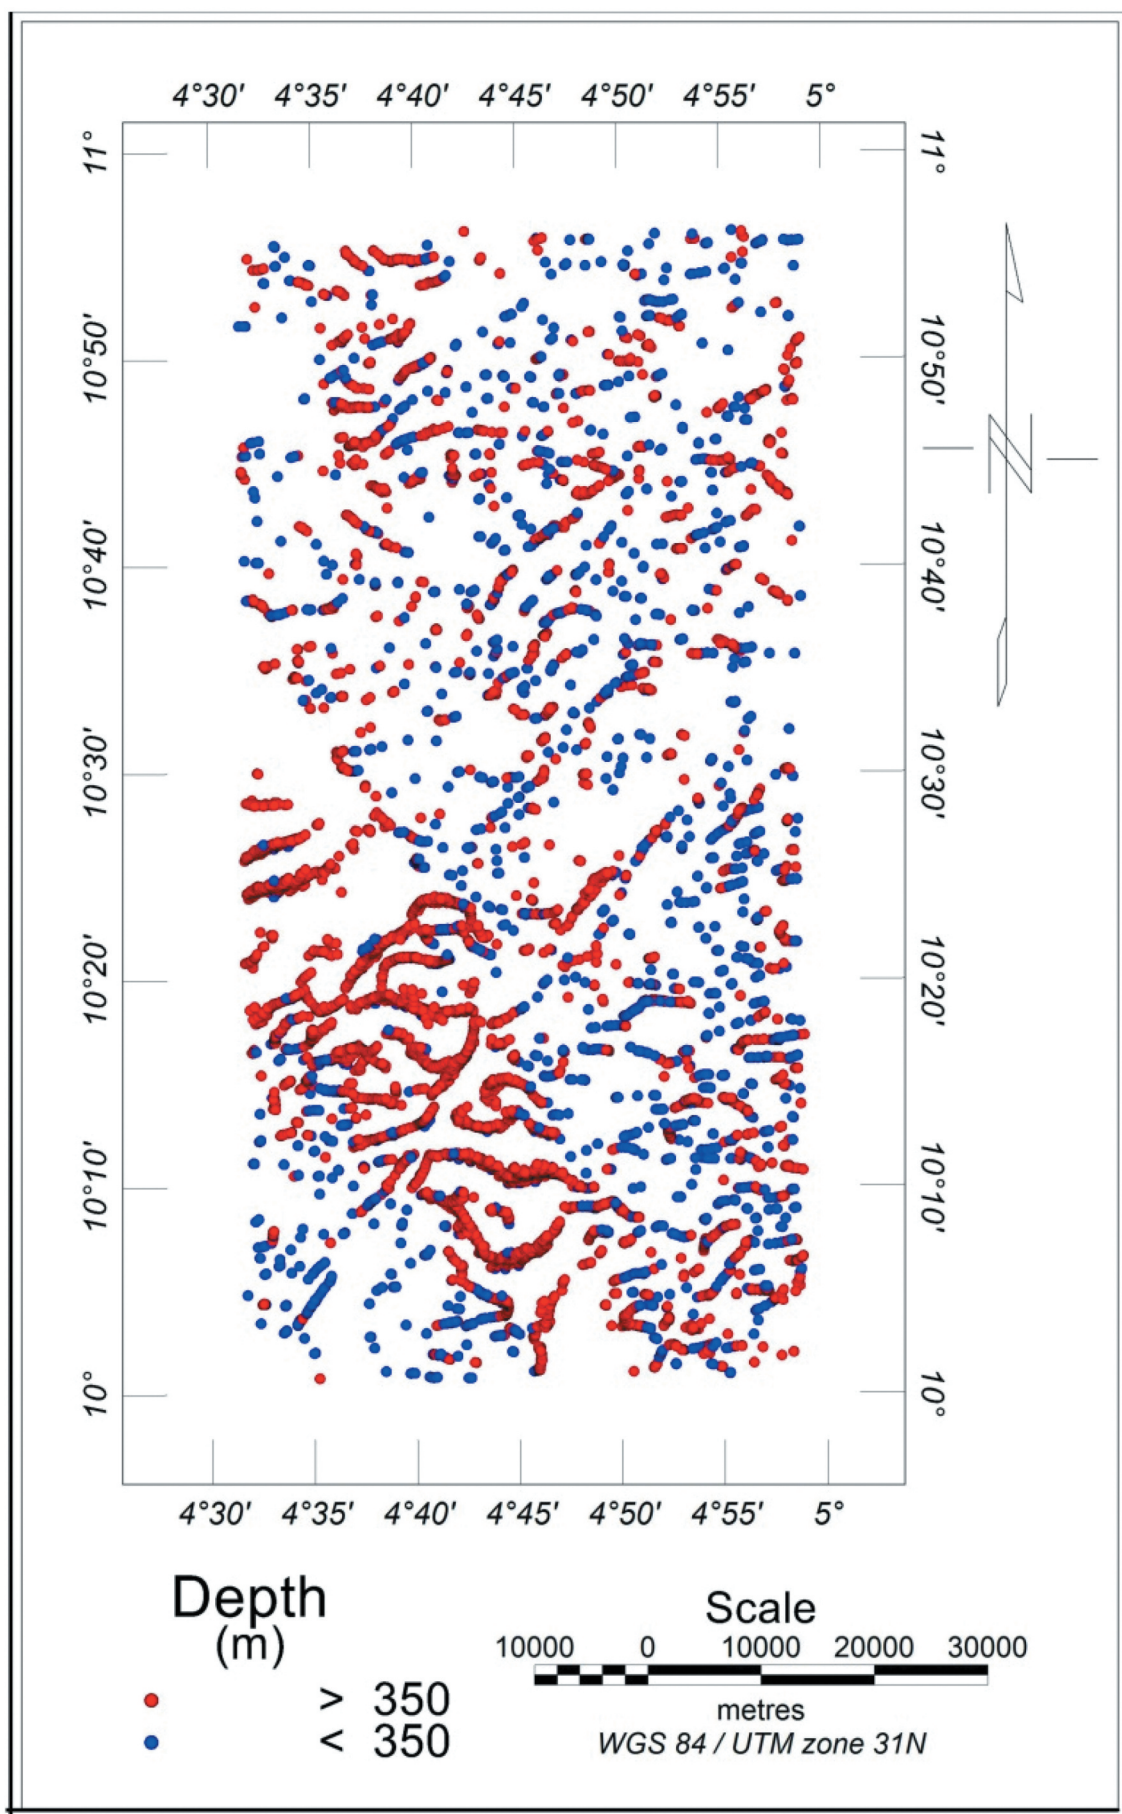 4°30' 4°35' 4°40' 4°45' 4°50' 4°55' 5°
11° 11°
10°50' 10°50'
N
10°40' 10°40'
10°30' 10°30'
10°20' 10°20'
10°10' 10°10'
10° 10°
4°30' 4°35' 4°40' 4°45' 4°50' 4°55' 5°
Depth
(m)
> 350
< 350
Scale
10000 0 10000 20000 30000
metres
WGS 84 / UTM zone 31N